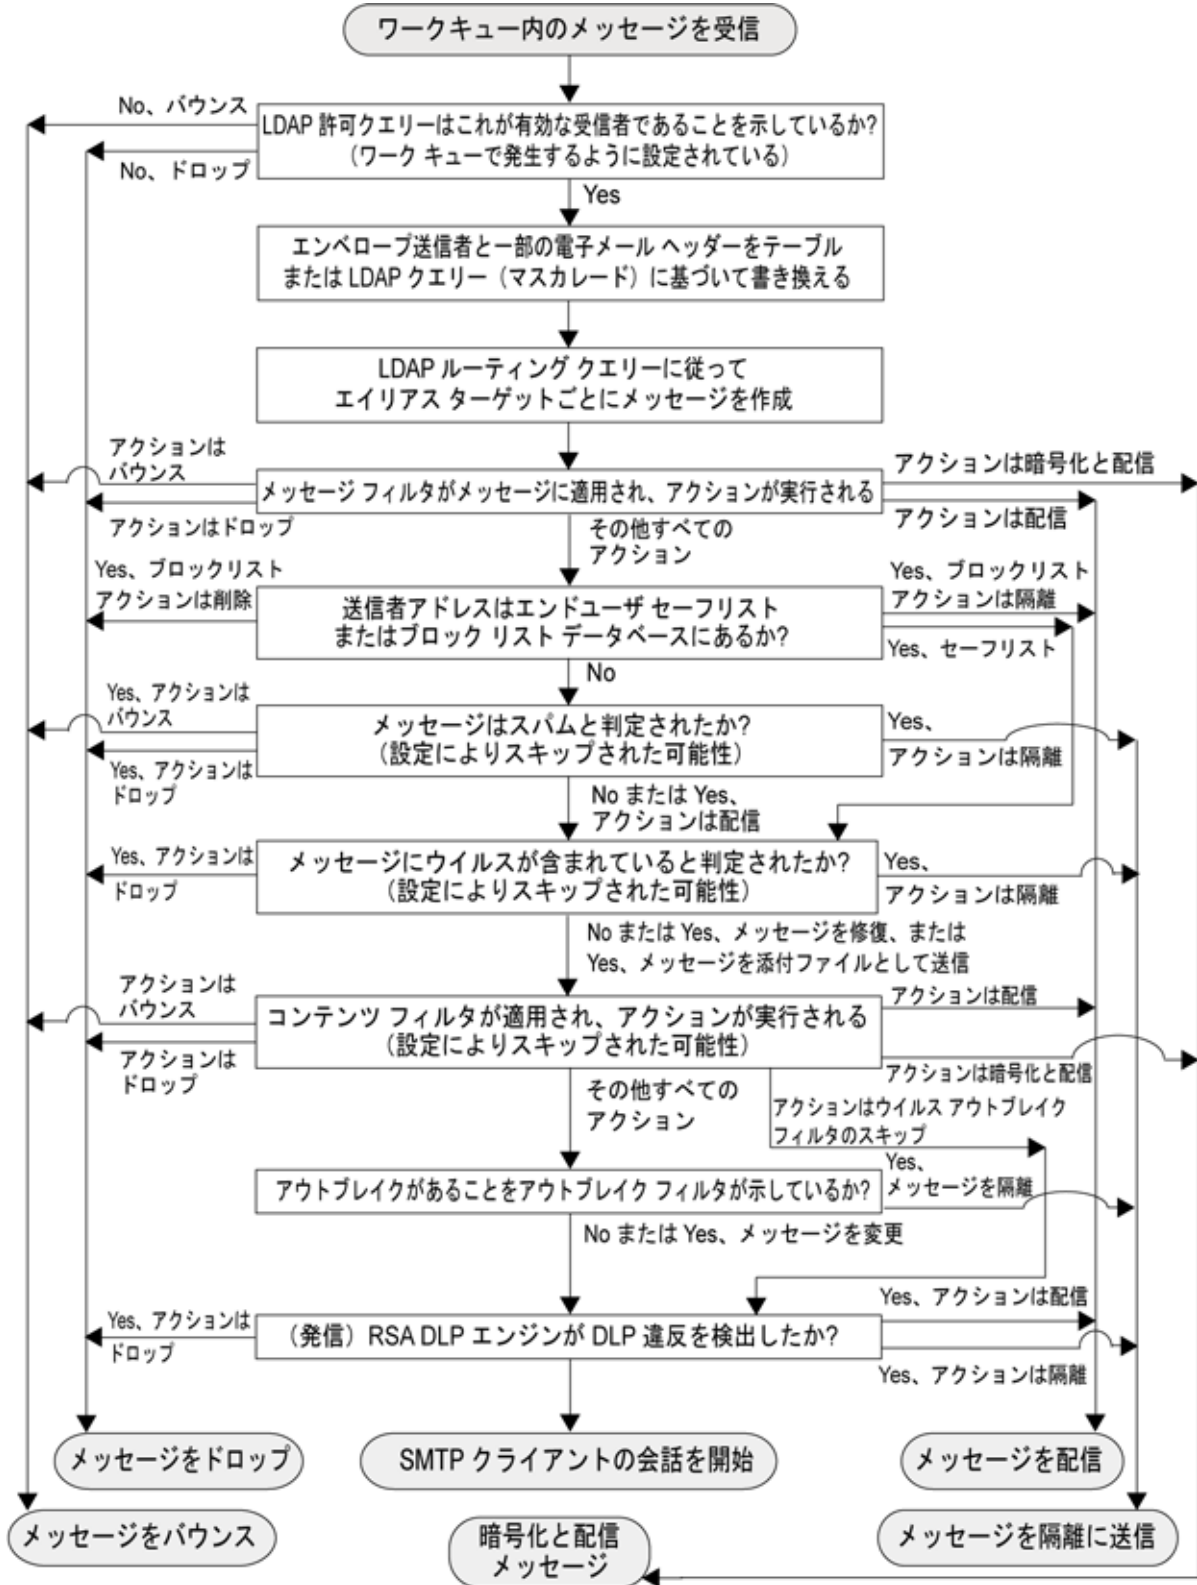 ワークキュー内のメッセージを受信
No、バウンス
LDAP 許可クエリーはこれが有効な受信者であることを示しているか?
（ワーク キューで発生するように設定されている）
No、ドロップ
Yes
エンベロープ送信者と一部の電子メール ヘッダーをテーブル
または LDAP クエリー（マスカレード）に基づいて書き換える
LDAP ルーティング クエリーに従って
エイリアス ターゲットごとにメッセージを作成
アクションは
バウンス
アクションは暗号化と配信
メッセージ フィルタがメッセージに適用され、アクションが実行される
アクションはドロップ
アクションは配信
その他すべての
アクション
Yes、ブロックリスト
アクションは削除
Yes、ブロックリスト
アクションは隔離
送信者アドレスはエンドユーザ セーフリスト
またはブロック リスト データベースにあるか?
Yes、セーフリスト
No
Yes、アクションは
バウンス
メッセージはスパムと判定されたか?
（設定によりスキップされた可能性）
Yes、
アクションは隔離
Yes、アクションは
ドロップ
No または Yes、
アクションは配信
Yes、アクションは
ドロップ
メッセージにウイルスが含まれていると判定されたか?
（設定によりスキップされた可能性）
Yes、
アクションは隔離
No または Yes、メッセージを修復、または
Yes、メッセージを添付ファイルとして送信
アクションは
バウンス
アクションは配信
コンテンツ フィルタが適用され、アクションが実行される
（設定によりスキップされた可能性）
アクションは
ドロップ
アクションは暗号化と配信
その他すべての
アクション
アクションはウイルス アウトブレイク
フィルタのスキップ
Yes、
メッセージを隔離
アウトブレイクがあることをアウトブレイク フィルタが示しているか?
No または Yes、メッセージを変更
Yes、アクションは配信
Yes、アクションは
ドロップ
（発信）RSA DLP エンジンが DLP 違反を検出したか?
Yes、アクションは隔離
メッセージをドロップ
SMTP クライアントの会話を開始
メッセージを配信
メッセージをバウンス
暗号化と配信
メッセージ
メッセージを隔離に送信